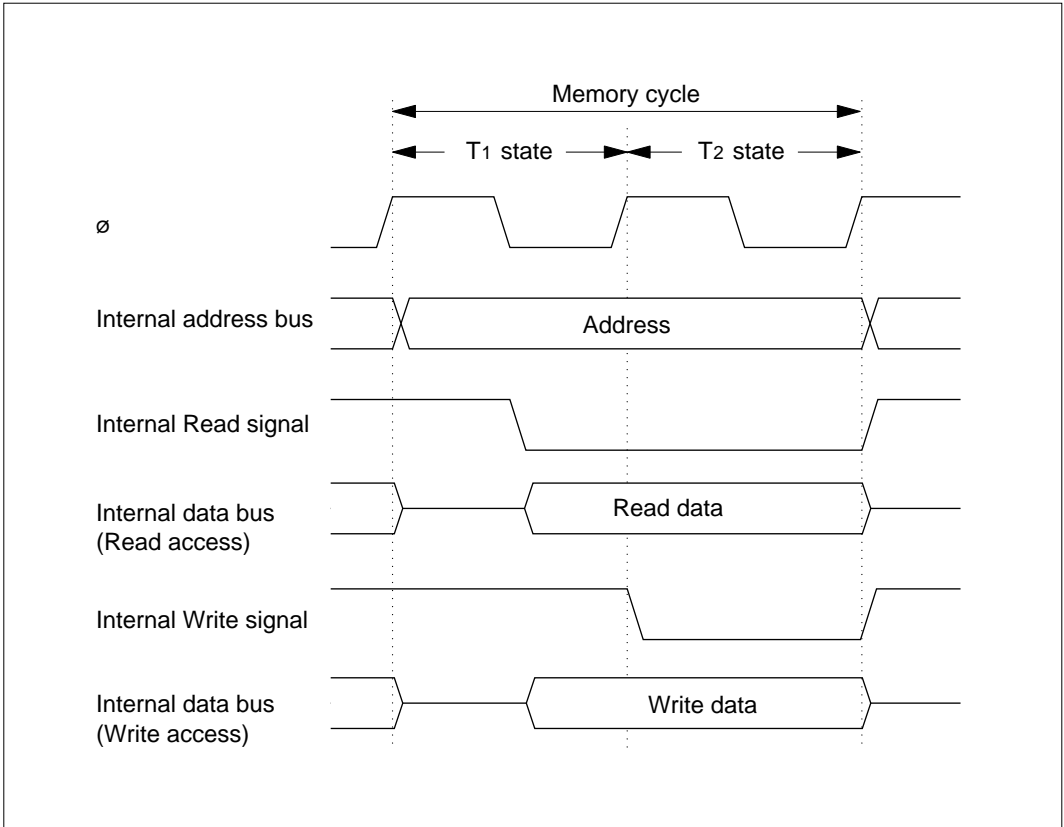 Memory cycle
T1 state
T2 state
ø
Internal address bus
Address
Internal Read signal
Internal data bus
(Read access)
Read data
Internal Write signal
Internal data bus
(Write access)
Write data